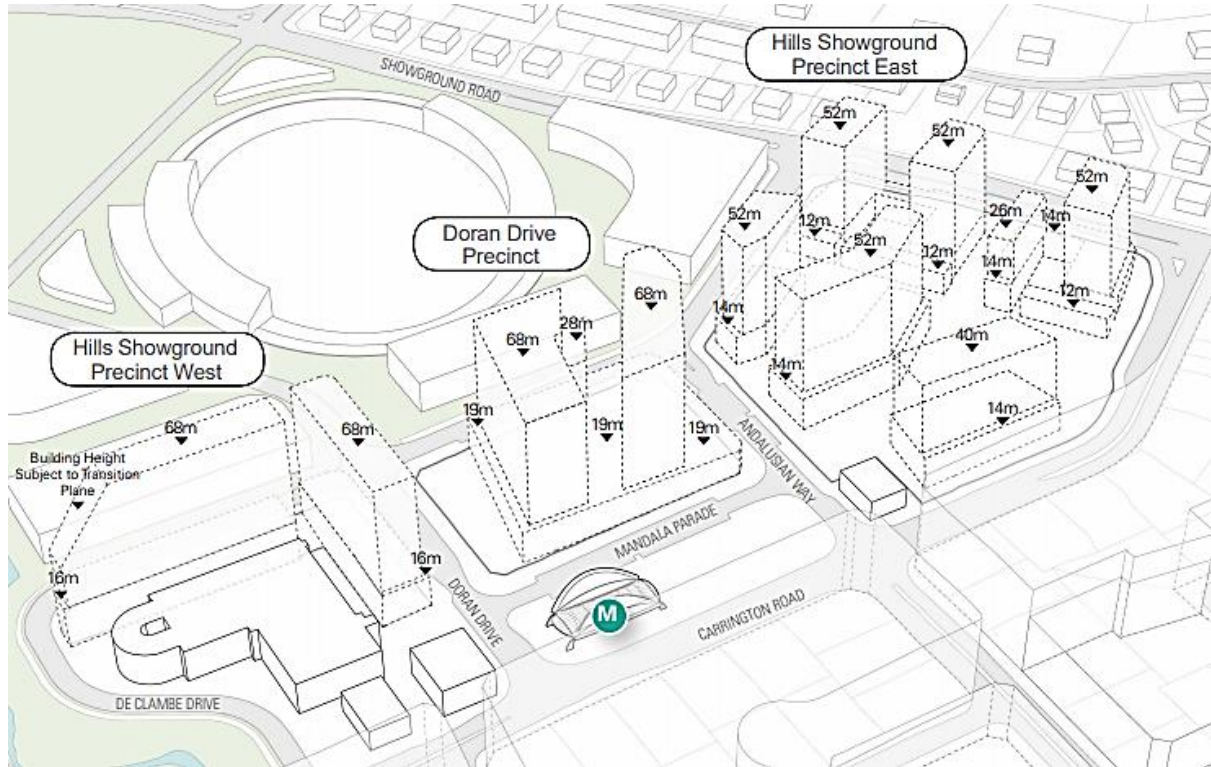 Hills Showground
Precinct East
SHOWGROUND ROAD
52m
52m
52m
52m
12m
52m
26m
14m
12m
14m
12m
14m
14m
40m
14m
Doran Drive
Precinct
68m
28m
68m
19m
19m
19m
ANDALUSIAN WAY
MANDALA PARADE
Hills Showground
Precinct West
68m
68m
Building Height
Subject to Transition
Plane
16m
16m
DORAN DRIVE
M
CARRINGTON ROAD
DE CLAMBE DRIVE